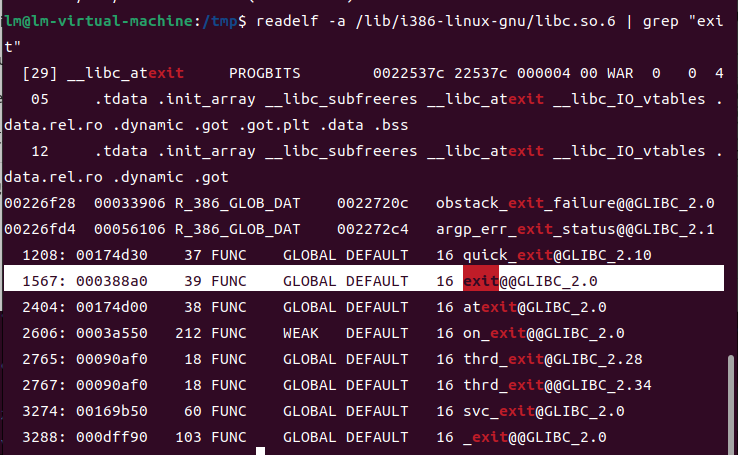 lm@lm-virtual-machine:/tmp$ readelf -a /lib/i386-linux-gnu/libc.so.6 | grep "exi
t"
  [29] __libc_atexit     PROGBITS        0022537c 22537c 000004 00 WAR  0   0  4
   05     .tdata .init_array __libc_subfreeres __libc_atexit __libc_IO_vtables .
data.rel.ro .dynamic .got .got.plt .data .bss
   12     .tdata .init_array __libc_subfreeres __libc_atexit __libc_IO_vtables .
data.rel.ro .dynamic .got
00226f28  00033906 R_386_GLOB_DAT    0022720c   obstack_exit_failure@@GLIBC_2.0
00226fd4  00056106 R_386_GLOB_DAT    002272c4   argp_err_exit_status@@GLIBC_2.1
  1208: 00174d30    37 FUNC    GLOBAL DEFAULT   16 quick_exit@GLIBC_2.10
  1567: 000388a0    39 FUNC    GLOBAL DEFAULT   16 exit@@GLIBC_2.0
  2404: 00174d00    38 FUNC    GLOBAL DEFAULT   16 atexit@GLIBC_2.0
  2606: 0003a550   212 FUNC    WEAK   DEFAULT   16 on_exit@@GLIBC_2.0
  2765: 00090af0    18 FUNC    GLOBAL DEFAULT   16 thrd_exit@GLIBC_2.28
  2767: 00090af0    18 FUNC    GLOBAL DEFAULT   16 thrd_exit@@GLIBC_2.34
  3274: 00169b50    60 FUNC    GLOBAL DEFAULT   16 svc_exit@GLIBC_2.0
  3288: 000dff90   103 FUNC    GLOBAL DEFAULT   16 _exit@@GLIBC_2.0